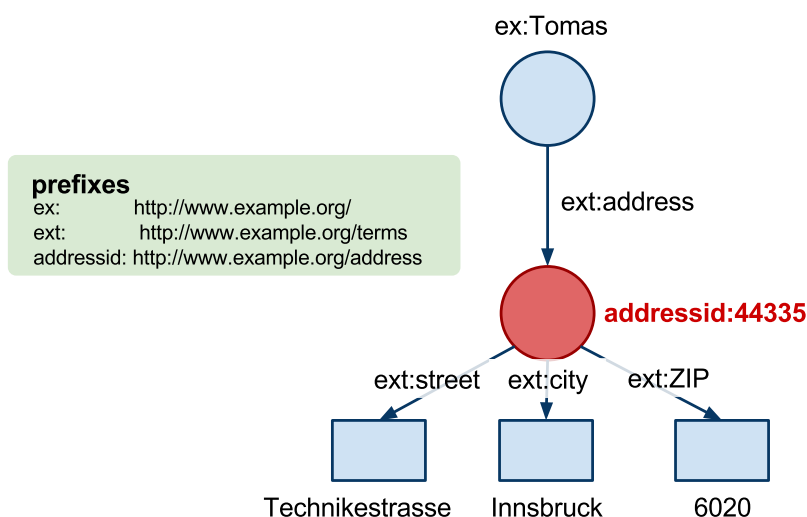 ex:Tomas
prefixes
ex: http://www.example.org/
ext: http://www.example.org/terms
addressid: http://www.example.org/address
ext:address
addressid:44335
ext:street ext:city ext:ZIP
Technikestrasse Innsbruck 6020